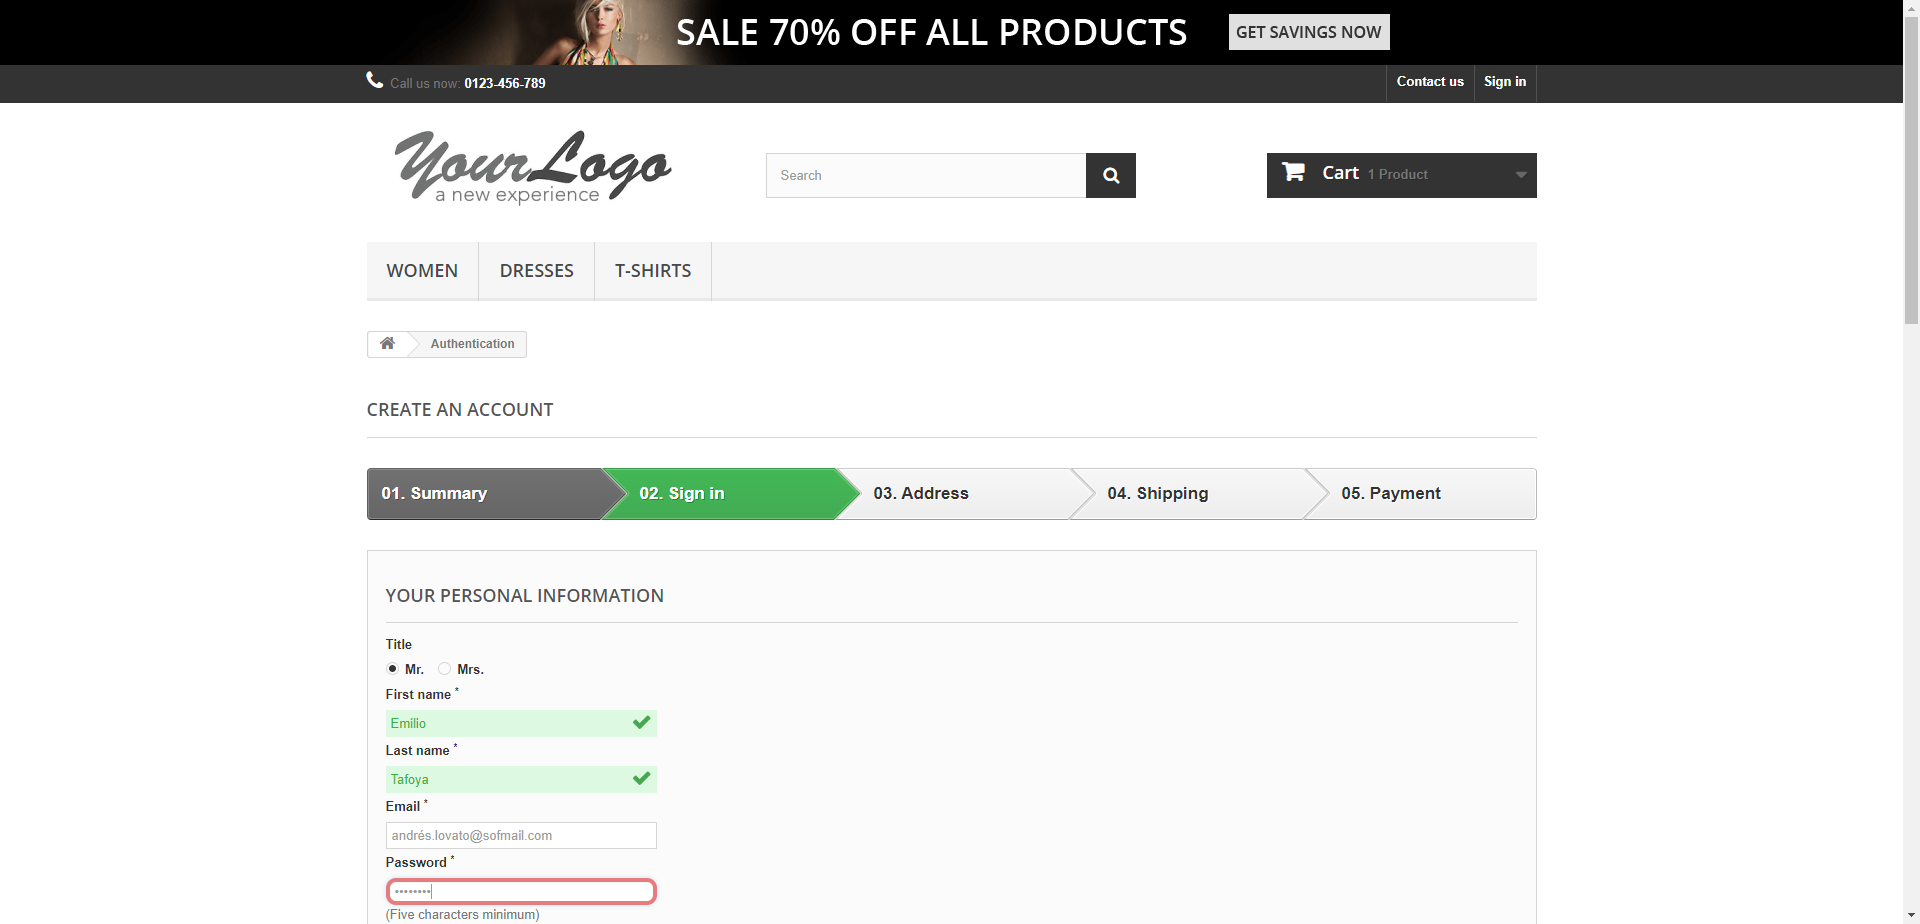 SALE 70% OFF ALL PRODUCTS
GET SAVINGS NOW
Call us now: 0123-456-789
Contact us
Sign in
YourLogo
a new experience
Search
Cart 1 Product
WOMEN
DRESSES
T-SHIRTS
Authentication
CREATE AN ACCOUNT
01. Summary
02. Sign in
03. Address
04. Shipping
05. Payment
YOUR PERSONAL INFORMATION
Title
Mr.
Mrs.
First name *
Emilio
Last name *
Tafoya
Email *
andrés.lovato@sofmail.com
Password *
••••••••
(Five characters minimum)